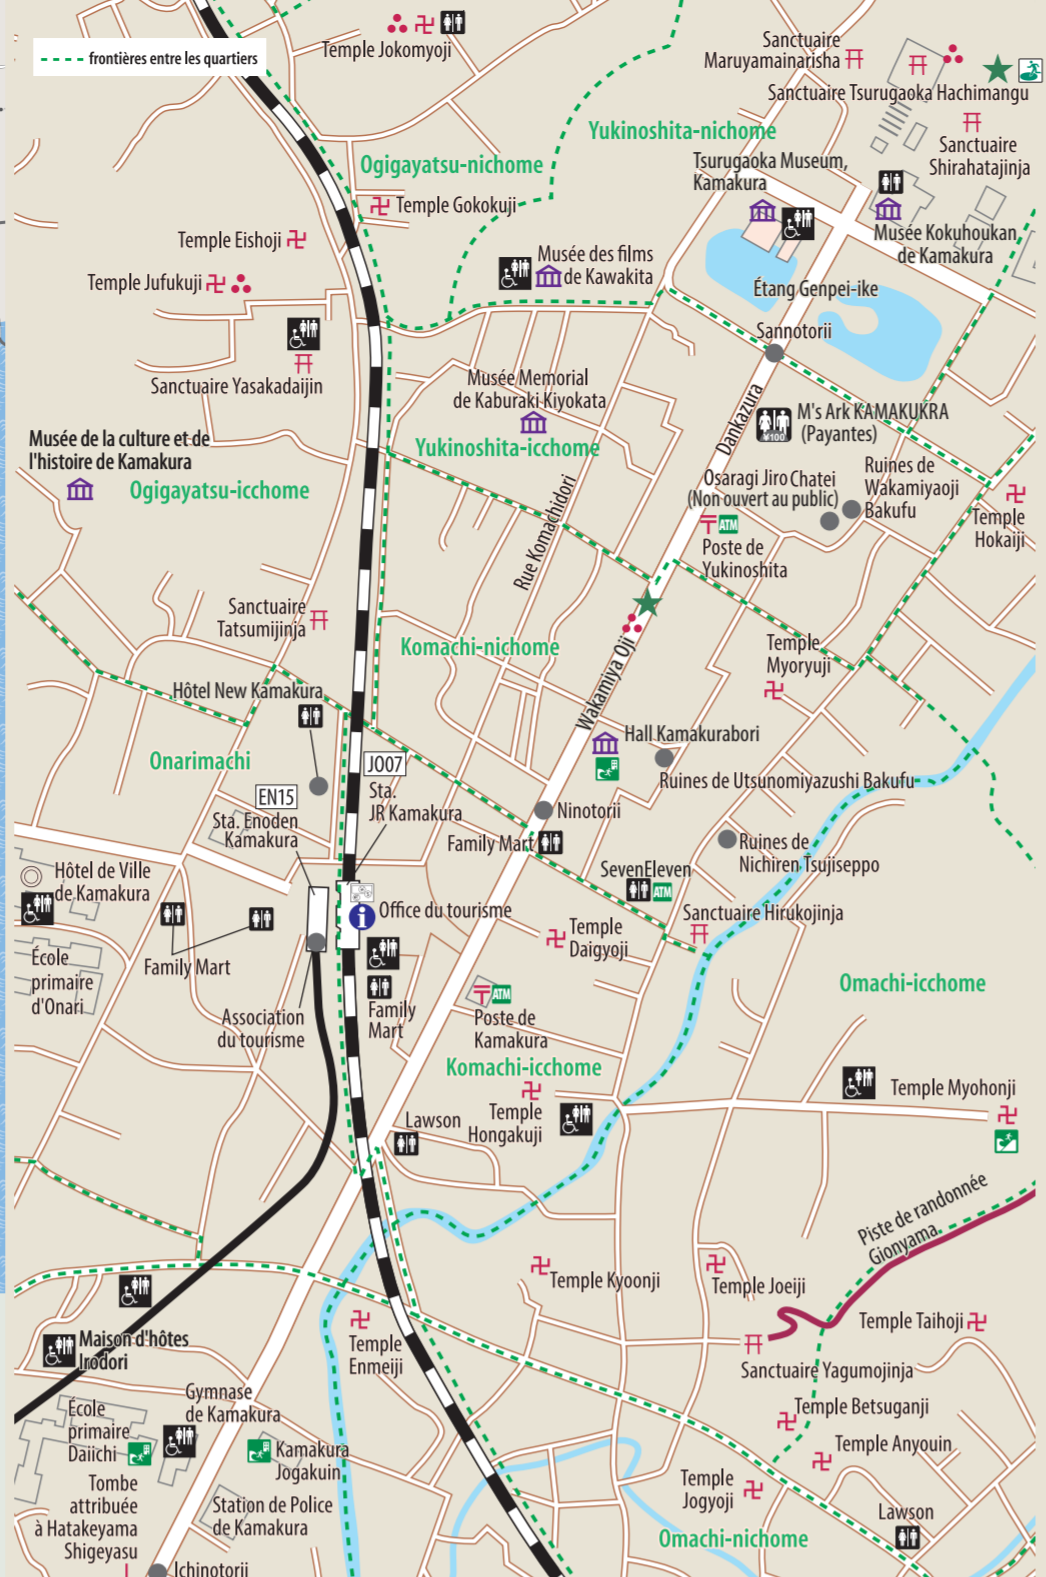 frontières entre les quartiers
Temple Jokomyoji
Sanctuaire
Maruyamainarisha
Sanctuaire Tsurugaoka Hachimangu
Sanctuaire
Shirahatajinja
Yukinoshita-nichome
Ogigayatsu-nichome
Tsurugaoka Museum,
Kamakura
Temple Gokokuji
Temple Eishoji
Musée Kokuhoukan
de Kamakura
Musée des films
de Kawakita
Temple Jufukuji
Étang Genpei-ike
Sannotorii
Sanctuaire Yasakadaijin
Musée Memorial
de Kaburaki Kiyokata
Dankazura
M's Ark KAMAKUKRA
(Payantes)
¥100
Musée de la culture et de
l'histoire de Kamakura
Yukinoshita-icchome
Ogigayatsu-icchome
Rue Komachidori
Osaragi Jiro Chatei
(Non ouvert au public)
Ruines de
Wakamiyaoji
Bakufu
Temple
Hokaiji
ATM
Poste de
Yukinoshita
Sanctuaire
Tatsumijinja
Komachi-nichome
Wakamiya Oji
Temple
Myoryuji
Hôtel New Kamakura
Hall Kamakurabori
Onarimachi
JO07
Sta.
JR Kamakura
Ruines de Utsunomiyazushi Bakufu
EN15
Sta. Enoden
Kamakura
Ninotorii
Family Mart
Ruines de
Nichiren Tsujiseppo
Hôtel de Ville
de Kamakura
SevenEleven
ATM
Office du tourisme
Sanctuaire Hirukojinja
Temple
Daigyoji
École
primaire
d'Onari
Family Mart
Omachi-icchome
Association
du tourisme
Family
Mart
ATM
Poste de
Kamakura
Komachi-icchome
Temple Myohonji
Lawson
Temple
Hongakuji
Piste de randonnée
Gionyama
Temple Kyoonji
Temple Joeiji
Temple Taihoji
Maison d'hôtes
Irodori
Temple
Enmeiji
Sanctuaire Yagumojinja
École
primaire
Daiichi
Gymnase
de Kamakura
Temple Betsuganji
Kamakura
Jogakuin
Temple Anyouin
Tombe
attribuée
à Hatakeyama
Shigeyasu
Station de Police
de Kamakura
Temple
Jogyoji
Lawson
Omachi-nichome
Ichinotorii